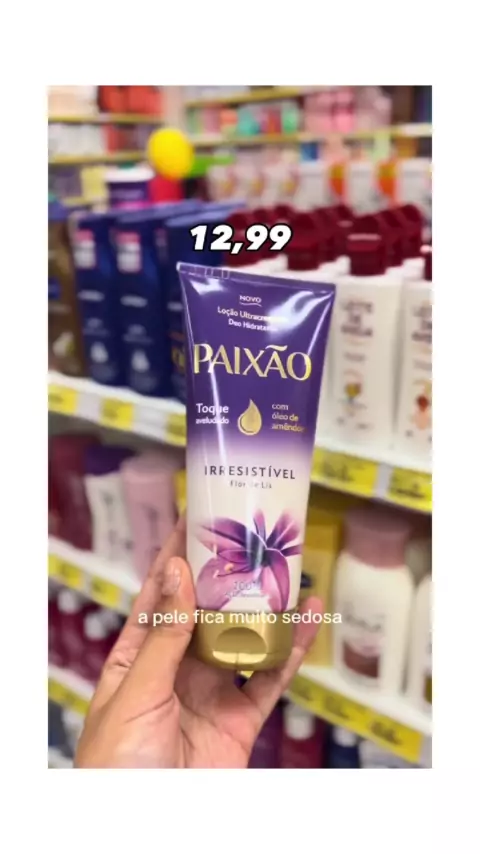 12,99
NOVO
Loção Ultracremosa
Deo Hidratante
PAIXÃO
Toque
aveludado
com
óleo de
amêndoas
IRRESISTÍVEL
Flor de Lis
a pele fica muito sedosa